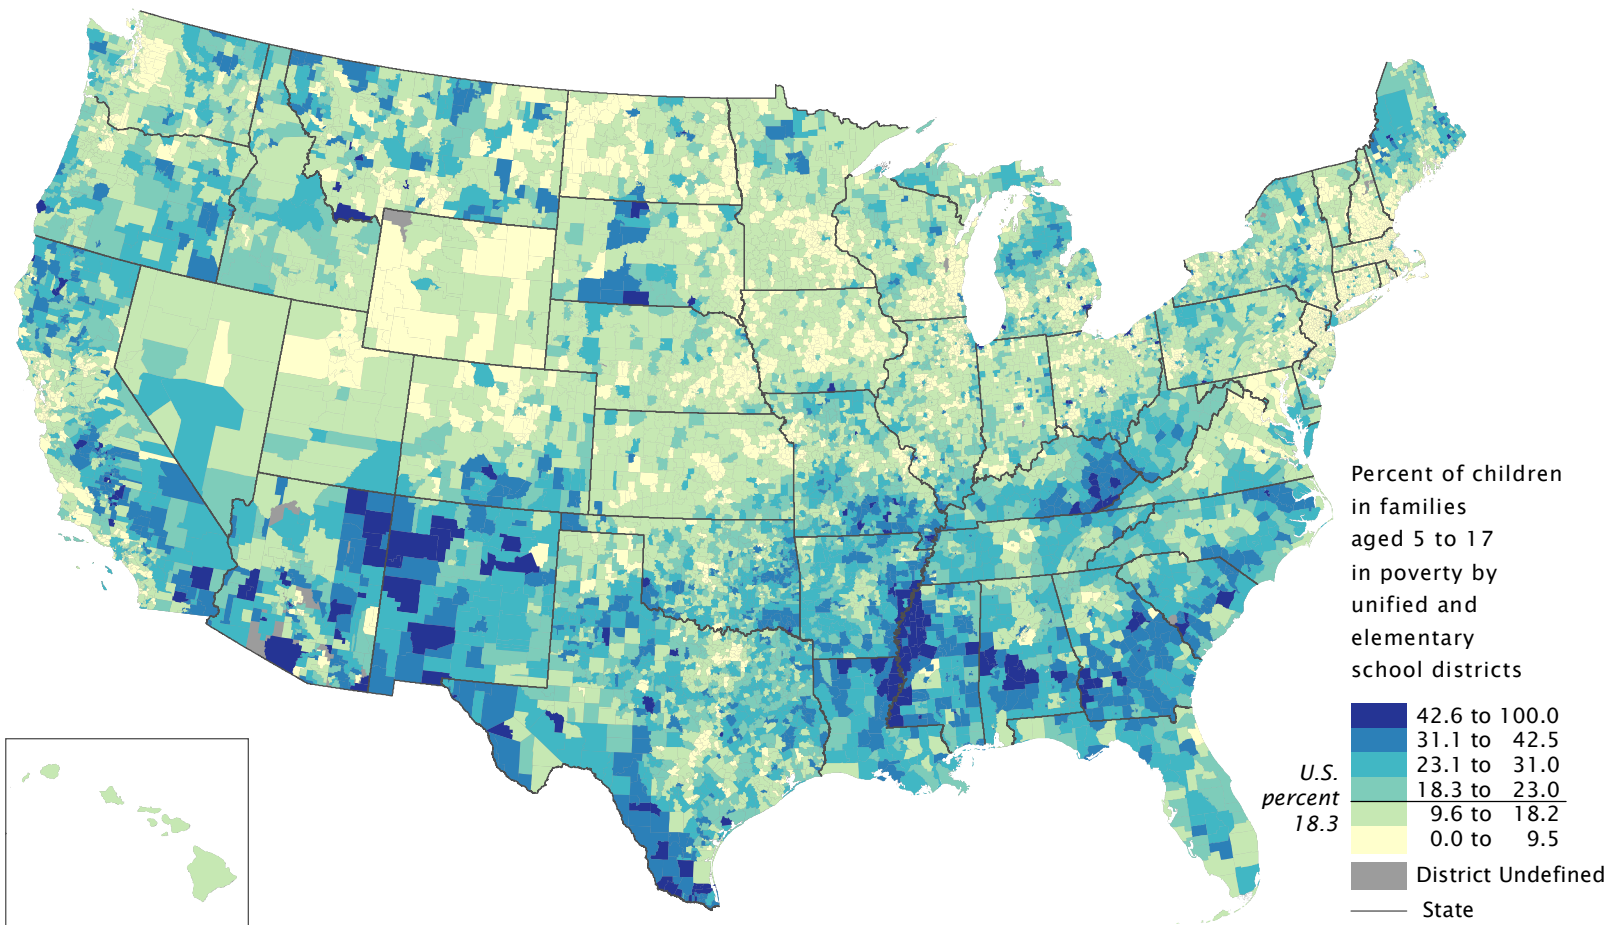 Percent of children
in families
aged 5 to 17
in poverty by
unified and
elementary
school districts
42.6 to 100.0
31.1 to 42.5
23.1 to 31.0
18.3 to 23.0
9.6 to 18.2
0.0 to 9.5
U.S.
percent
18.3
District Undefined
State